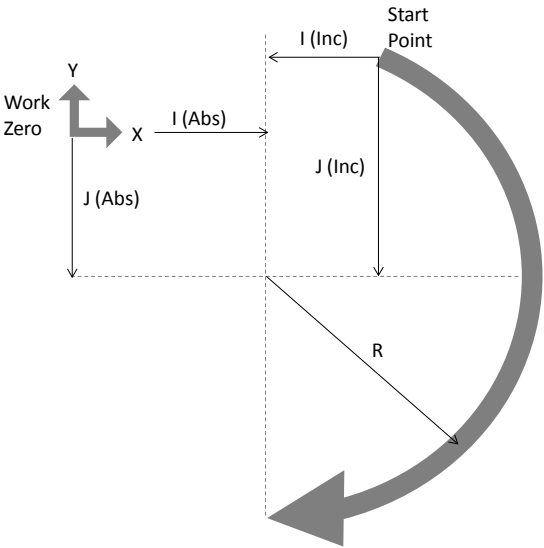 Start
Point
I (Inc)
Y
Work
Zero
X
I (Abs)
J (Inc)
J (Abs)
R